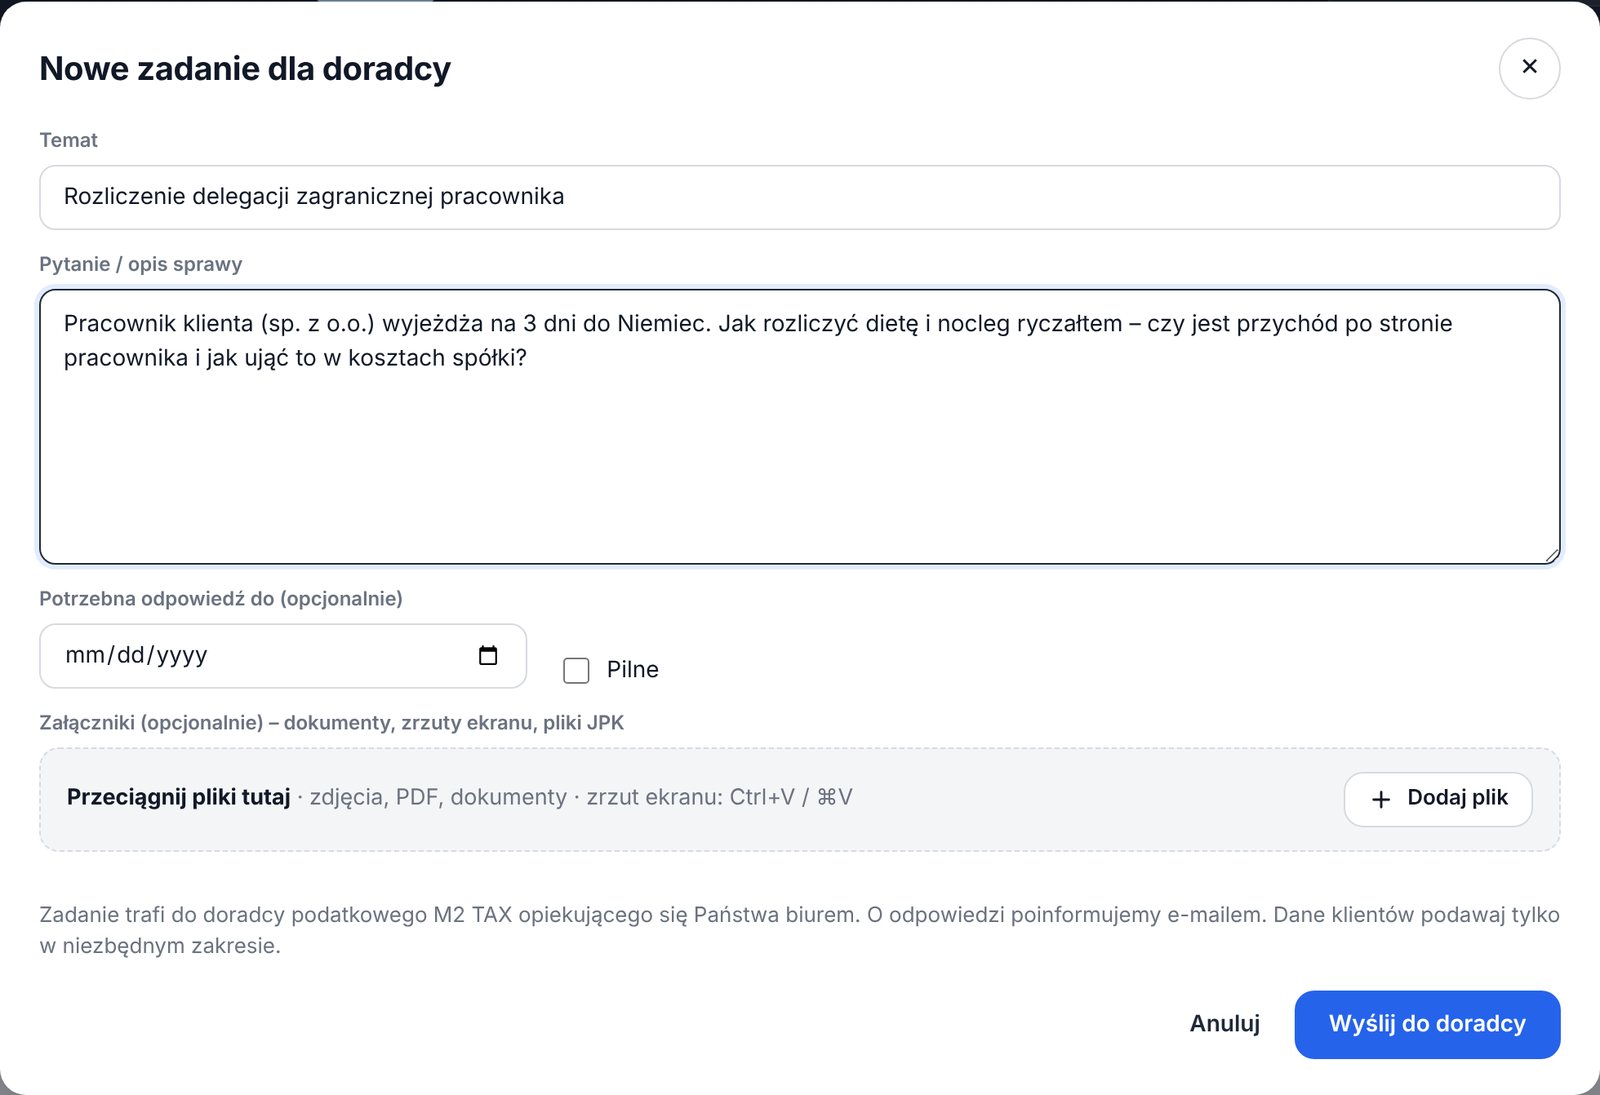 Nowe zadanie dla doradcy
Temat
Rozliczenie delegacji zagranicznej pracownika
Pytanie / opis sprawy
Pracownik klienta (sp. z o.o.) wyjeżdża na 3 dni do Niemiec. Jak rozliczyć dietę i nocleg ryczałtem – czy jest przychód po stronie
pracownika i jak ująć to w kosztach spółki?
Potrzebna odpowiedź do (opcjonalnie)
mm/dd/yyyy
Pilne
Załączniki (opcjonalnie) – dokumenty, zrzuty ekranu, pliki JPK
Przeciągnij pliki tutaj · zdjęcia, PDF, dokumenty · zrzut ekranu: Ctrl+V / ⌘V
+ Dodaj plik
Zadanie trafi do doradcy podatkowego M2 TAX opiekującego się Państwa biurem. O odpowiedzi poinformujemy e-mailem. Dane klientów podawaj tylko
w niezbędnym zakresie.
Anuluj
Wyślij do doradcy